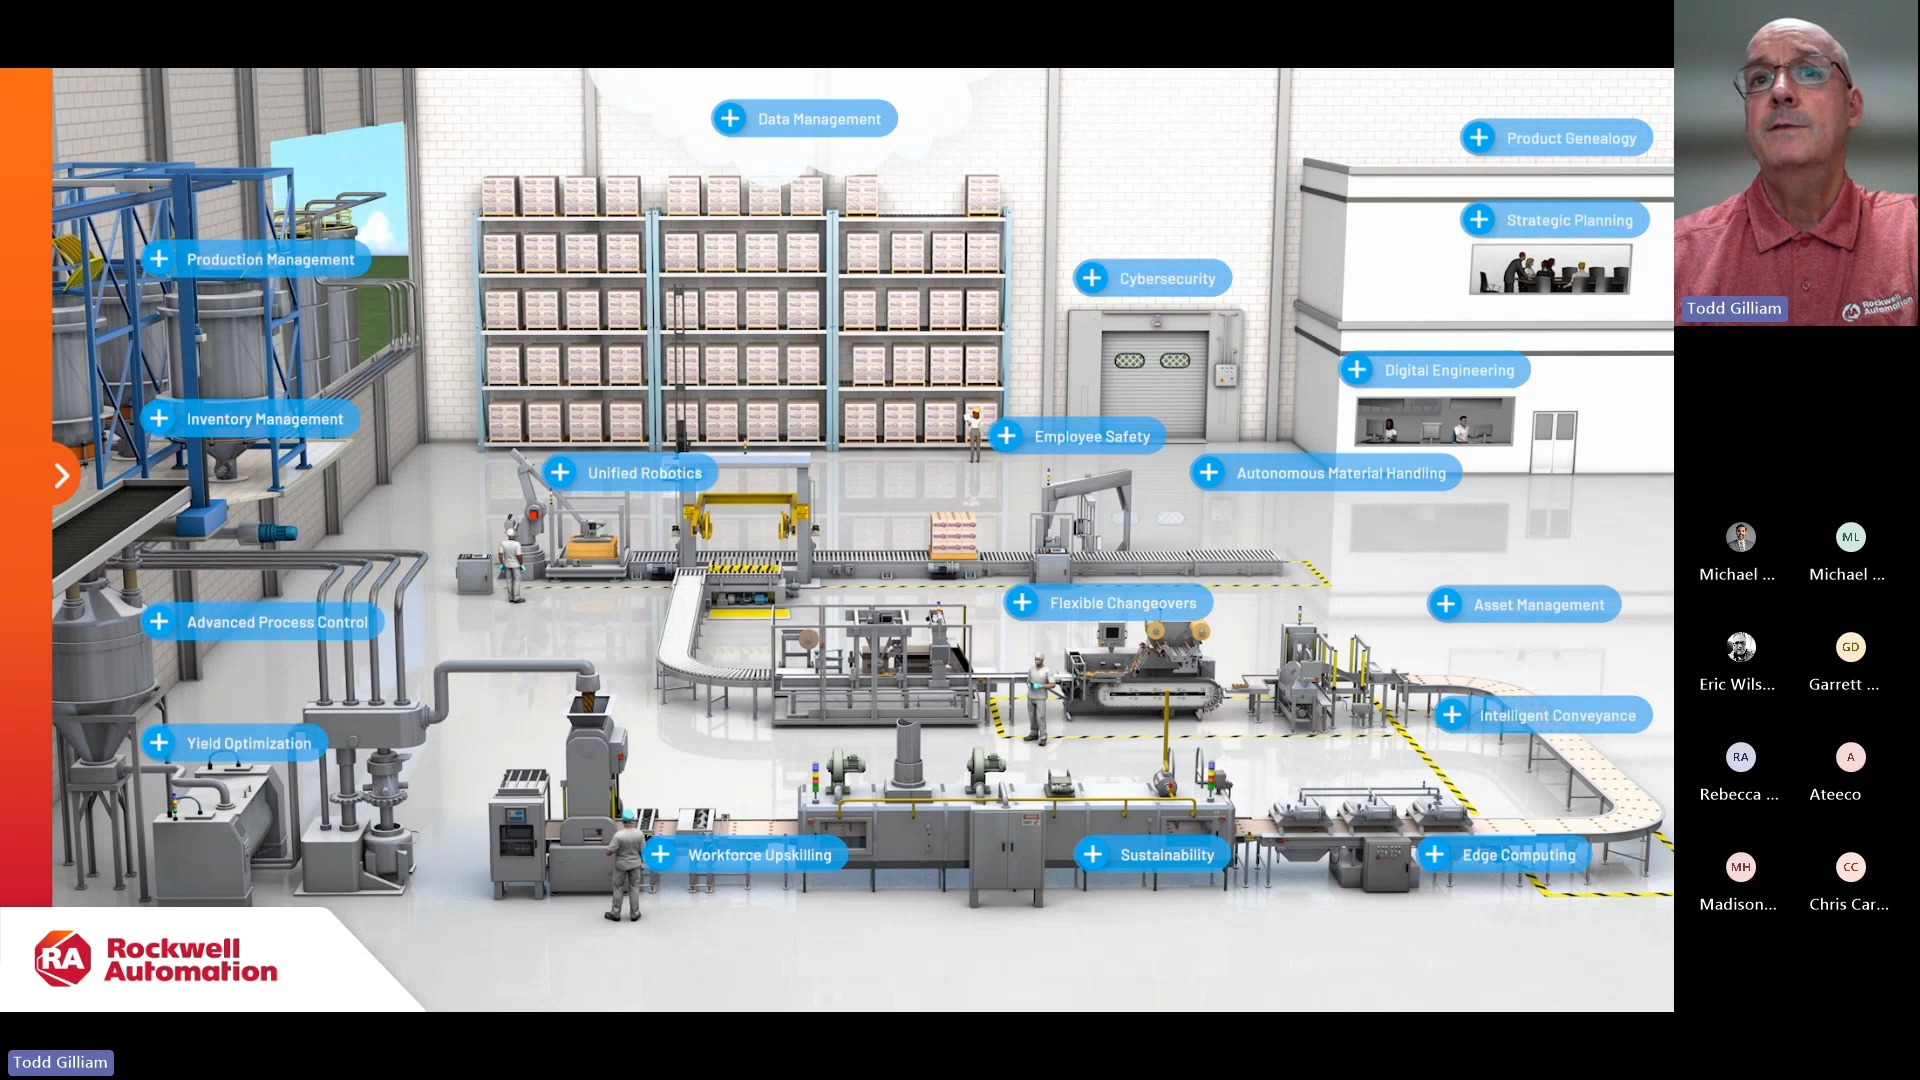 Data Management
Product Genealogy
Strategic Planning
Production Management
Cybersecurity
Todd Gilliam
Rockwell
Automation
Digital Engineering
Inventory Management
Employee Safety
Unified Robotics
Autonomous Material Handling
Flexible Changeovers
Asset Management
Advanced Process Control
Intelligent Conveyance
Yield Optimization
Workforce Upskilling
Sustainability
Edge Computing
ML
Michael ...
Michael ...
GD
Eric Wils...
Garrett ...
RA
A
Rebecca ...
Ateeco
MH
CC
Madison...
Chris Car...
RA
Rockwell
Automation
Todd Gilliam